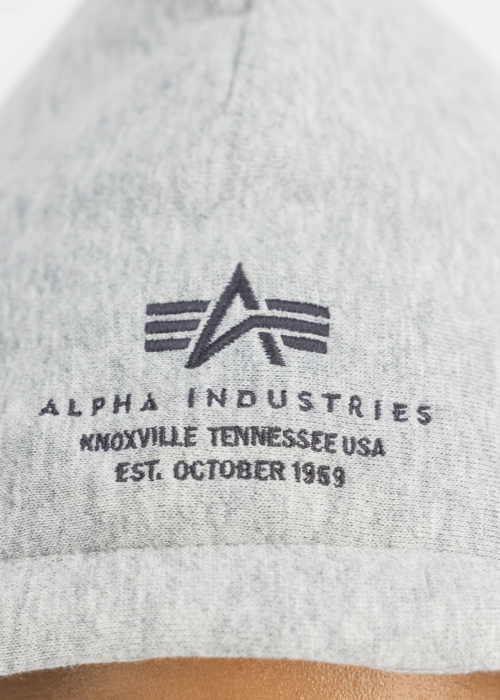 ALPHA INDUSTRIES
KNOXVILLE TENNESSEE USA
EST. OCTOBER 1959